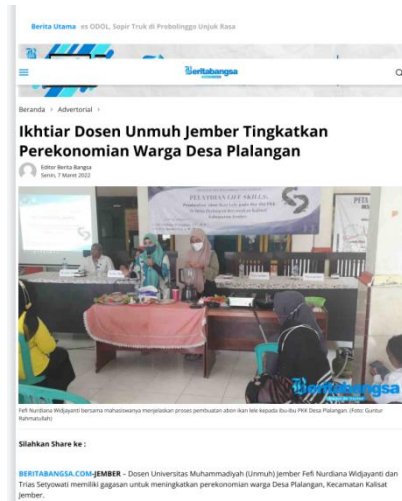 Berita Utama es ODOL, Sopir Truk di Probolinggo Unjuk Rasa
Beritabangsa
Beranda > Advertorial >
Ikhtiar Dosen Unmuh Jember Tingkatkan
Perekonomian Warga Desa Plalangan
Editor Berita Bangsa
Senin, 7 Maret 2022
PELATIHAN LIFE SKILLS:
Beritabangsa
Fefi Nurdiana Widjayanti bersama mahasiswanya menjelaskan proses pembuatan abon ikan lele kepada ibu-ibu PKK Desa Plalangan. (Foto: Guntur
Rahmatullah)
Silahkan Share ke :
BERITABANGSA.COM-JEMBER – Dosen Universitas Muhammadiyah (Unmuh) Jember Fefi Nurdiana Widjayanti dan
Trias Setyowati memiliki gagasan untuk meningkatkan perekonomian warga Desa Plalangan, Kecamatan Kalisat
Jember.